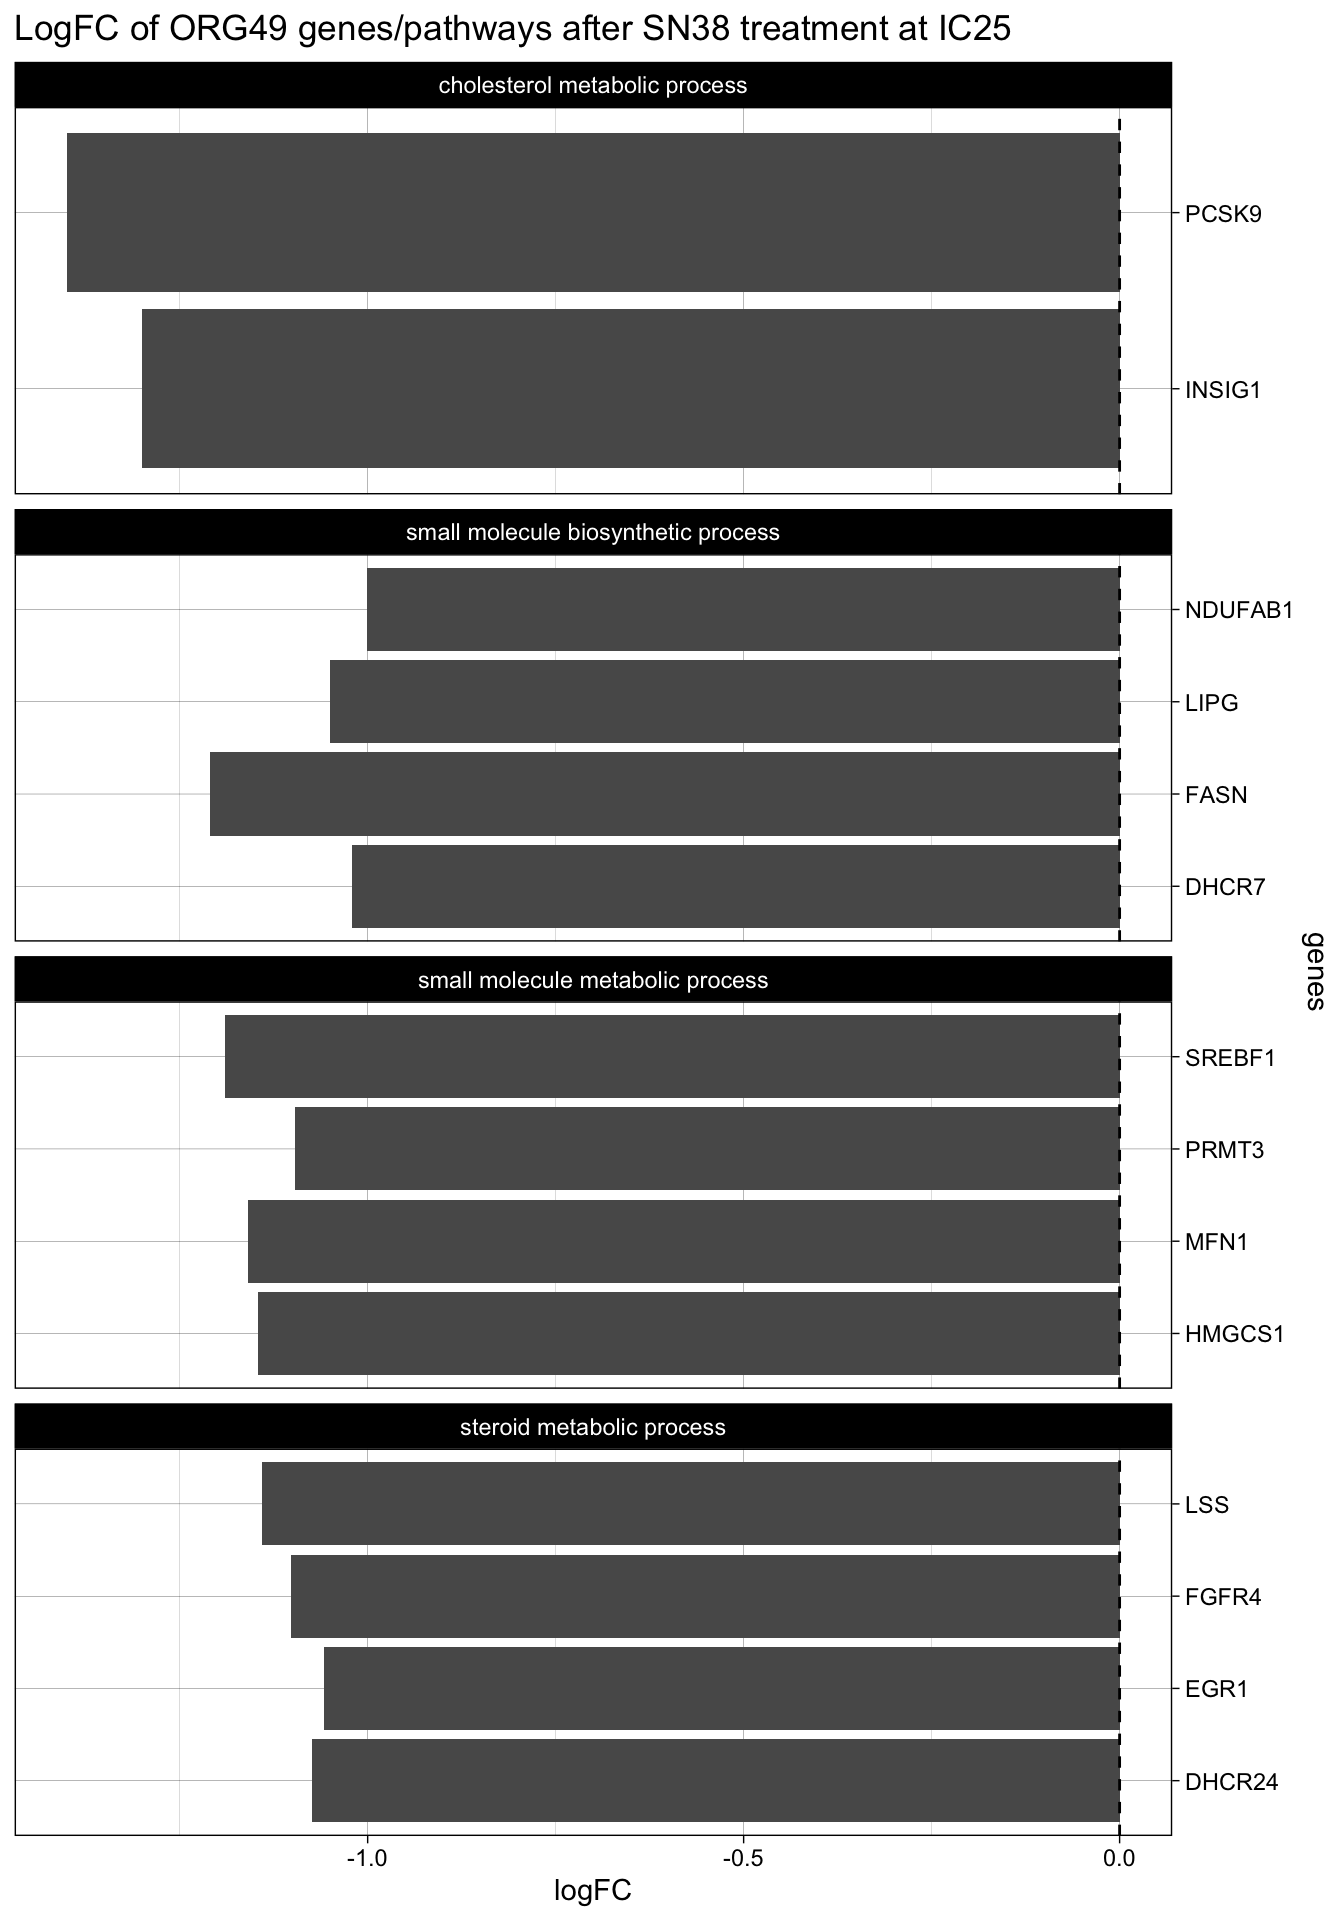 LogFC of ORG49 genes/pathways after SN38 treatment at IC25
cholesterol metabolic process
PCSK9
INSIG1
small molecule biosynthetic process
NDUFAB1
LIPG
FASN
DHCR7
genes
small molecule metabolic process
SREBF1
PRMT3
MFN1
HMGCS1
steroid metabolic process
LSS
FGFR4
EGR1
DHCR24
-1.0 -0.5 0.0
logFC